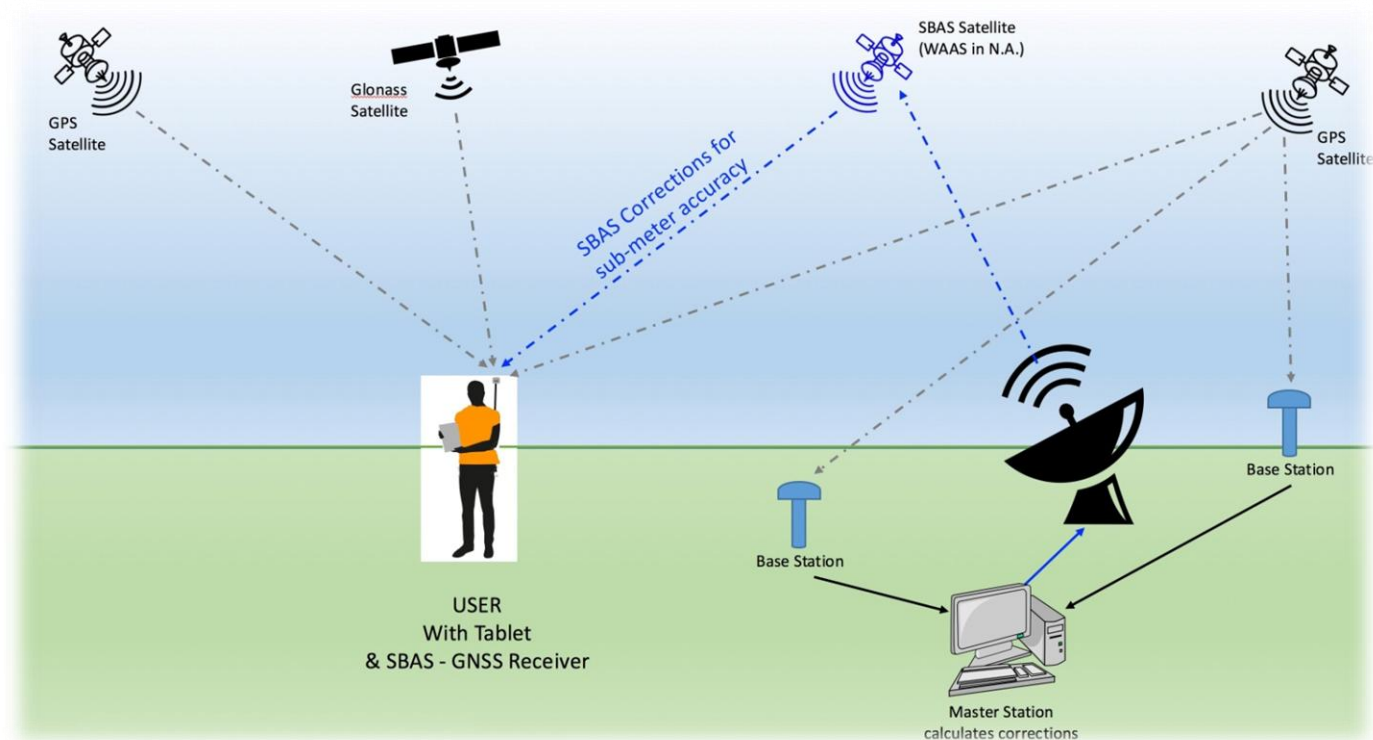 GPS
Satellite
Glonass
Satellite
SBAS Satellite
(WAAS in N.A.)
GPS
Satellite
SBAS Corrections for
sub-meter accuracy
Base Station
Base Station
USER
With Tablet
& SBAS - GNSS Receiver
Master Station
calculates corrections